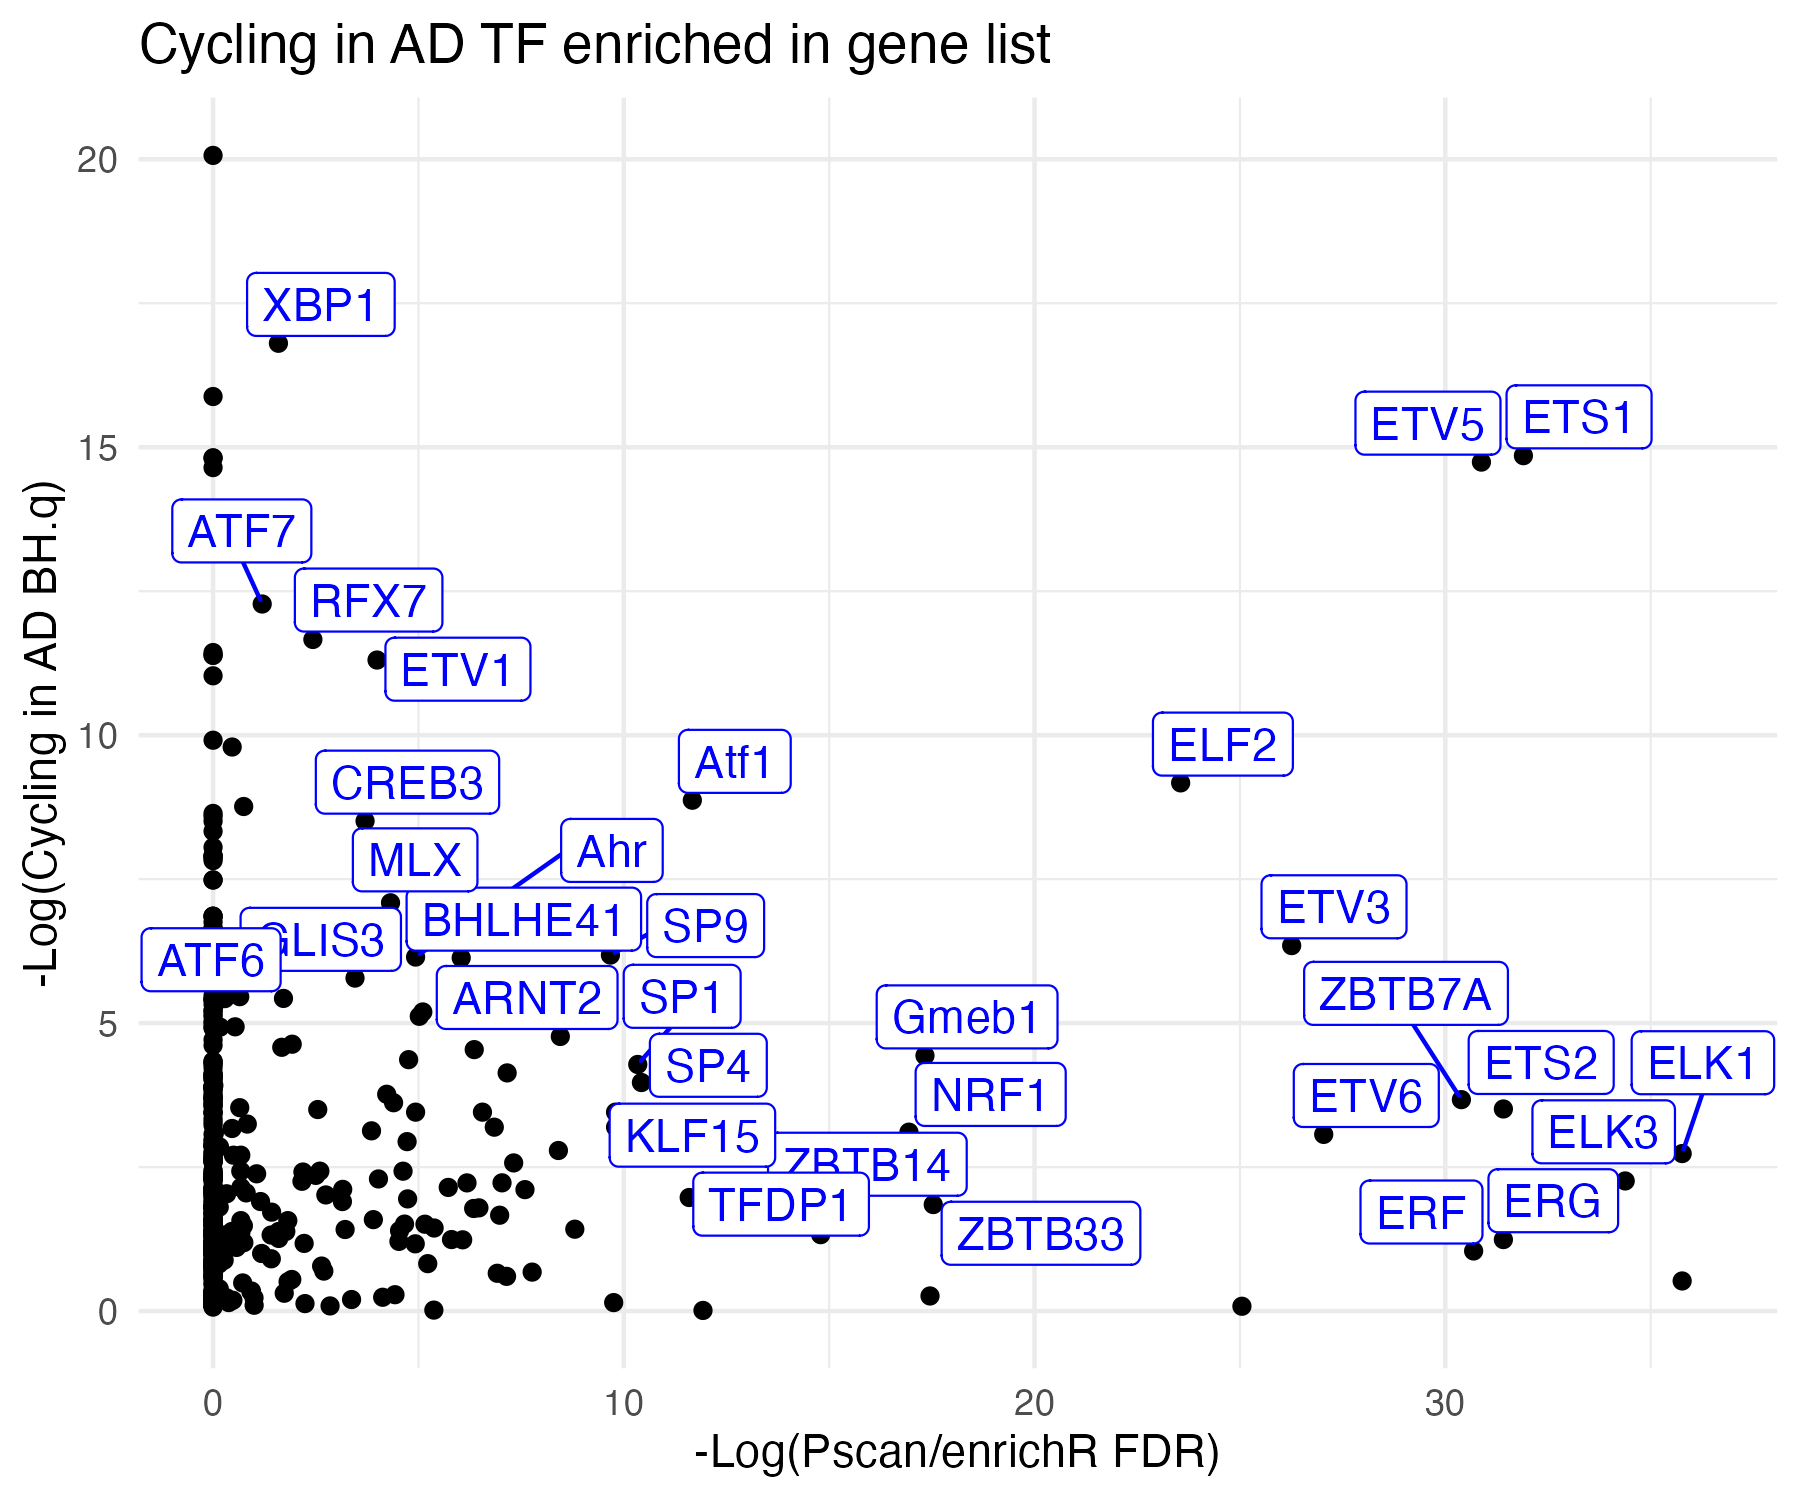 Cycling in AD TF enriched in gene list
20
XBP1
ETV5
ETS1
15
ATF7
RFX7
ETV1
10
ELF2
Atf1
CREB3
Ahr
MLX
ETV3
BHLHE41
SP9
GLIS3
ATF6
ARNT2
SP1
ZBTB7A
Gmeb1
5
SP4
ETS2
ELK1
NRF1
ETV6
KLF15
ELK3
ZBTB14
TFDP1
ERG
ERF
ZBTB33
0
0
10
20
30
-Log(Pscan/enrichR FDR)
-Log(Cycling in AD BH.q)